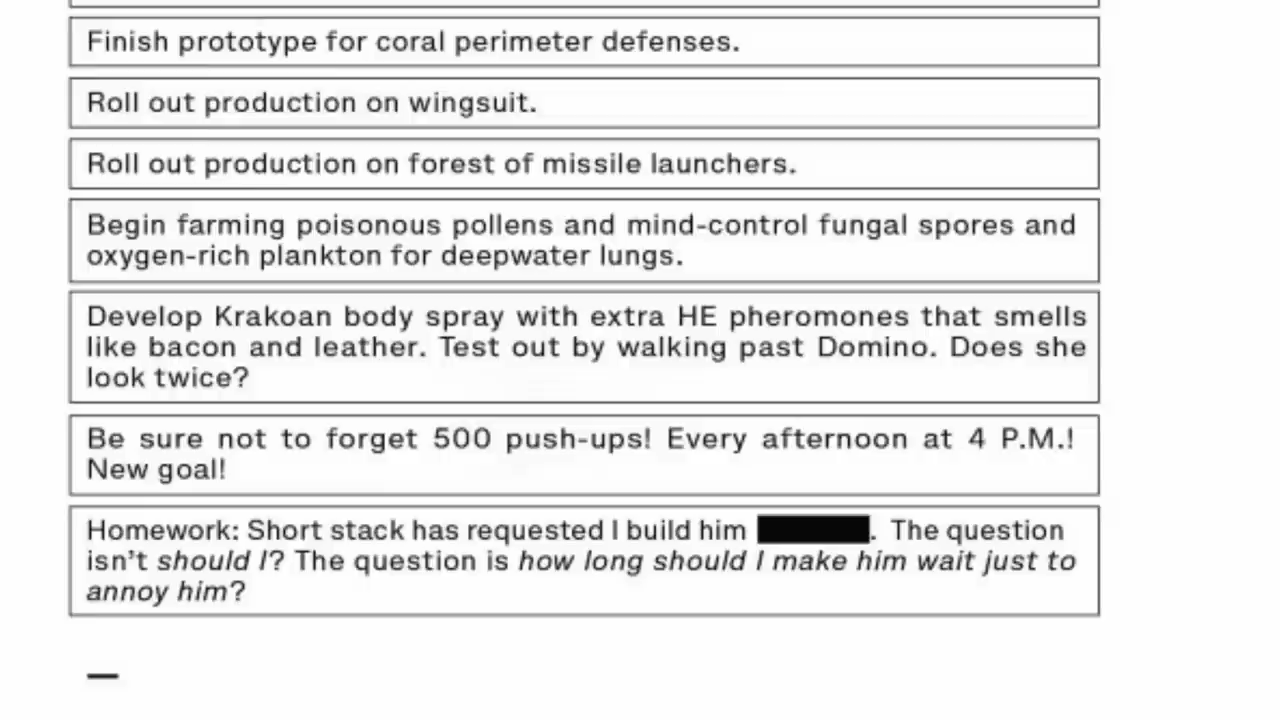 Finish prototype for coral perimeter defenses.
Roll out production on wingsuit.
Roll out production on forest of missile launchers.
Begin farming poisonous pollens and mind-control fungal spores and
oxygen-rich plankton for deepwater lungs.
Develop Krakoan body spray with extra HE pheromones that smells
like bacon and leather. Test out by walking past Domino. Does she
look twice?
Be sure not to forget 500 push-ups! Every afternoon at 4 P.M.!
New goal!
Homework: Short stack has requested I build him . The question
isn't should I? The question is how long should I make him wait just to
annoy him?
—